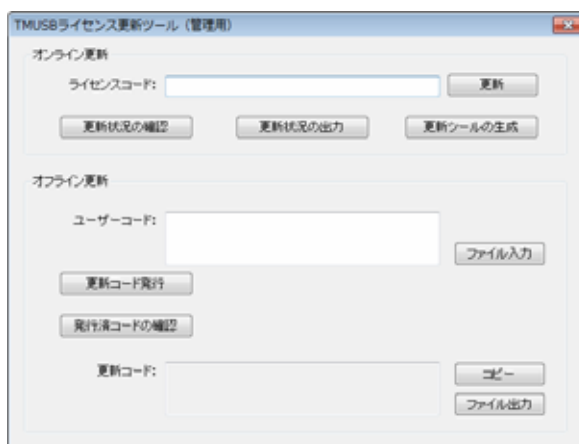 TMUSBライセンス更新ツール（管理用）
オンライン更新
ライセンスコード:
更新
更新状況の確認
更新状況の出力
更新ツールの生成
オフライン更新
ユーザーコード:
ファイル入力
更新コード発行
発行済コードの確認
更新コード:
コピー
ファイル出力